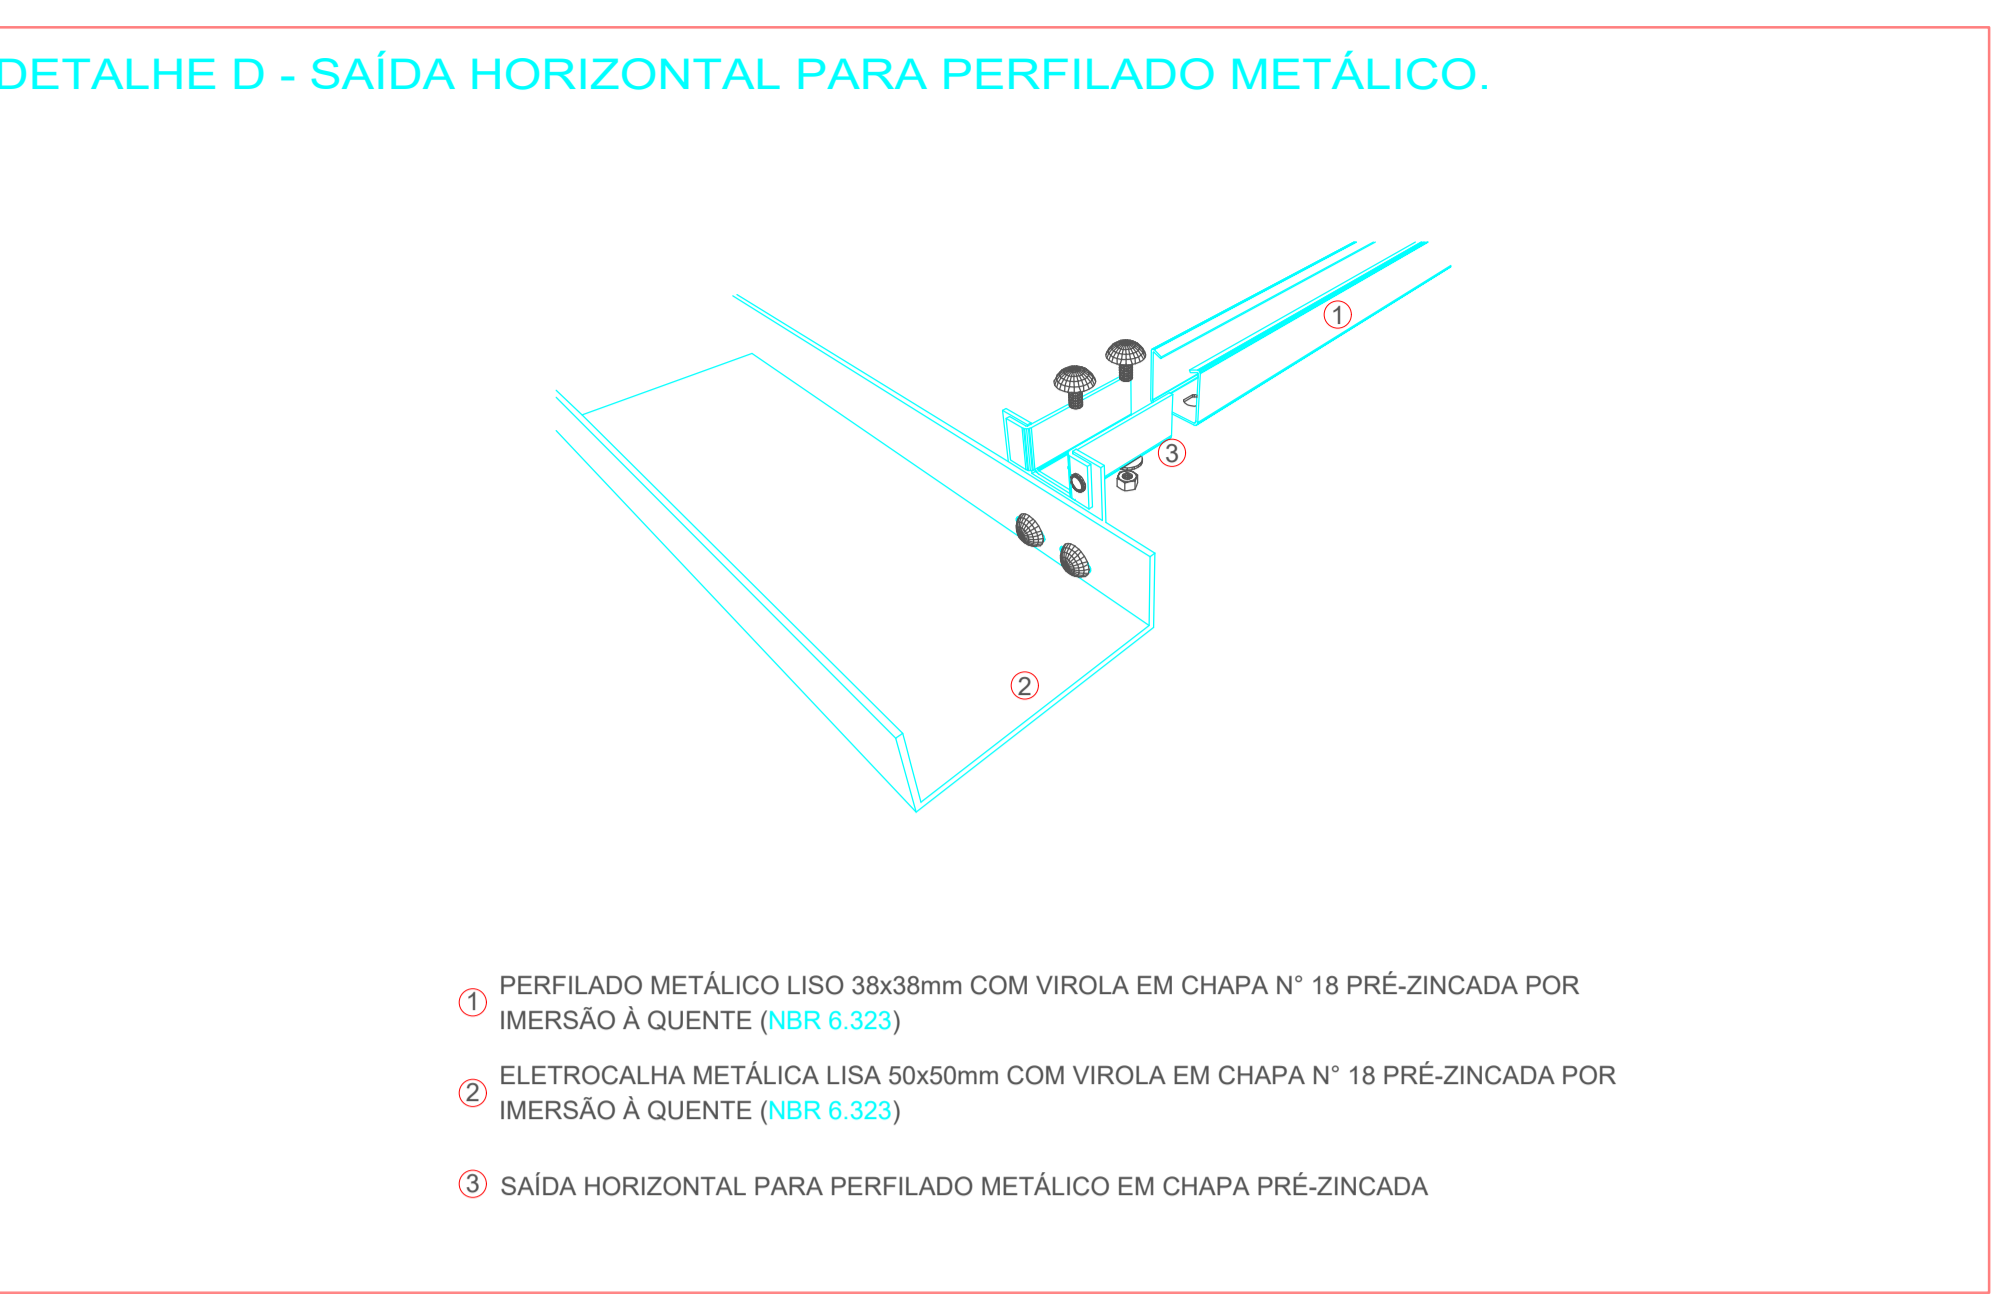 DETALHE D - SAÍDA HORIZONTAL PARA PERFILADO METÁLICO.
1
3
2
1 PERFILADO METÁLICO LISO 38x38mm COM VIROLA EM CHAPA N° 18 PRÉ-ZINCADA POR
IMERSÃO À QUENTE (NBR 6.323)
2 ELETROCALHA METÁLICA LISA 50x50mm COM VIROLA EM CHAPA N° 18 PRÉ-ZINCADA POR
IMERSÃO À QUENTE (NBR 6.323)
3 SAÍDA HORIZONTAL PARA PERFILADO METÁLICO EM CHAPA PRÉ-ZINCADA